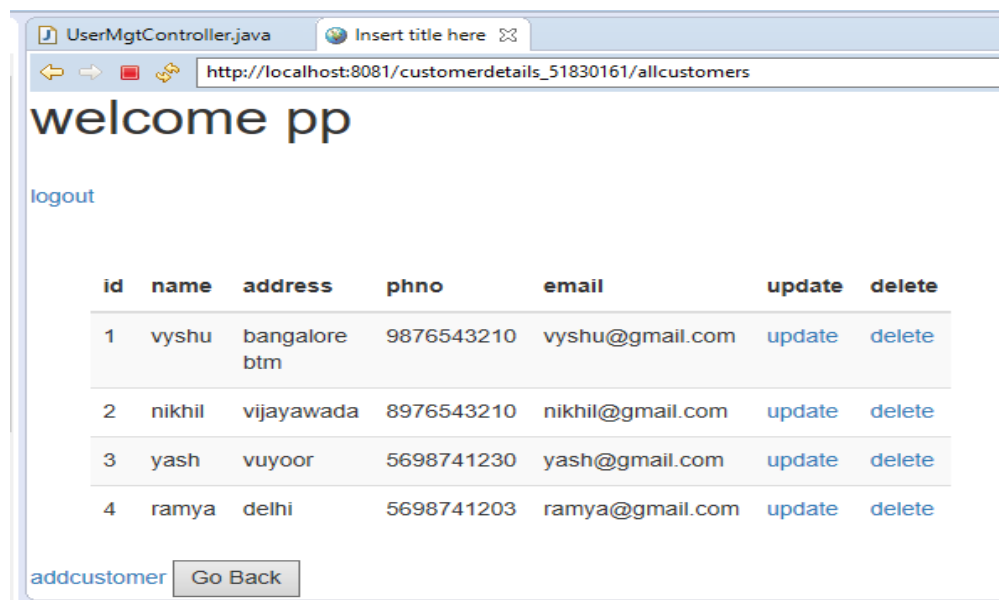 UserMgtController.java Insert title here
http://localhost:8081/customerdetails_51830161/allcustomers
welcome pp
logout
id name address phno email update delete
1 vyshu bangalore btm 9876543210 vyshu@gmail.com update delete
2 nikhil vijayawada 8976543210 nikhil@gmail.com update delete
3 yash vuyoor 5698741230 yash@gmail.com update delete
4 ramya delhi 5698741203 ramya@gmail.com update delete
addcustomer Go Back